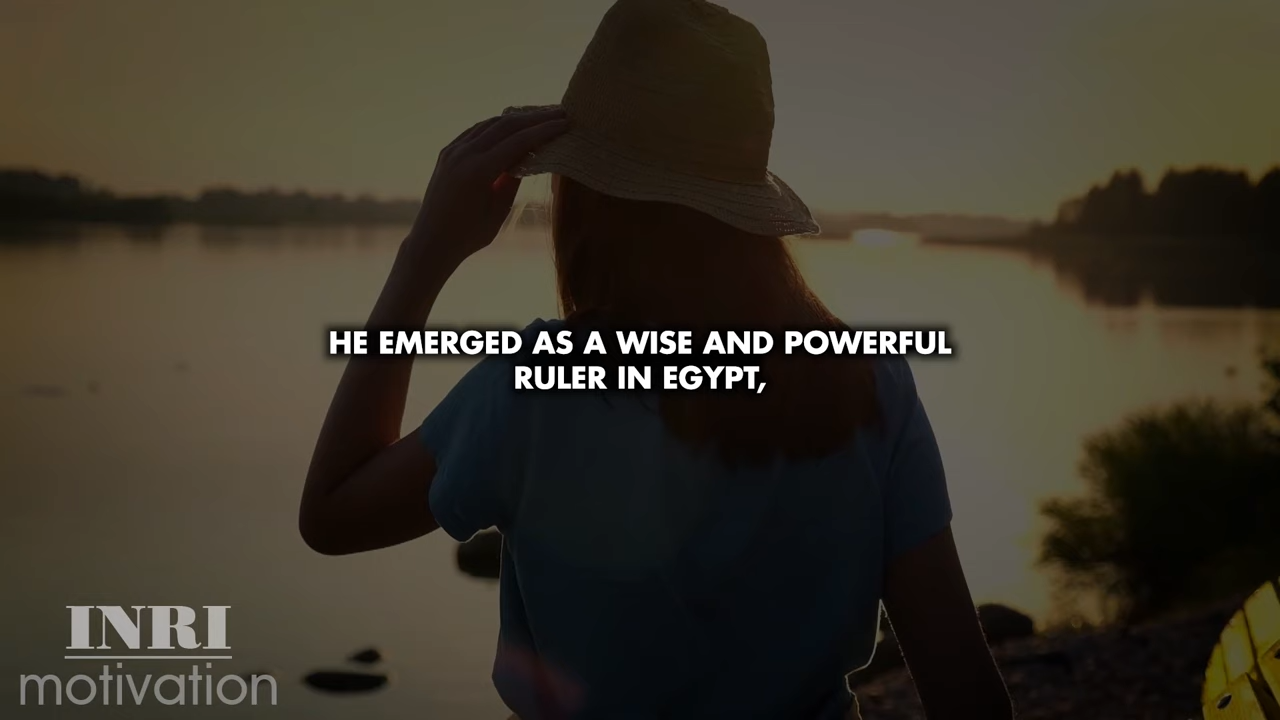 HE EMERGED AS A WISE AND POWERFUL
RULER IN EGYPT,
INRI
motivation